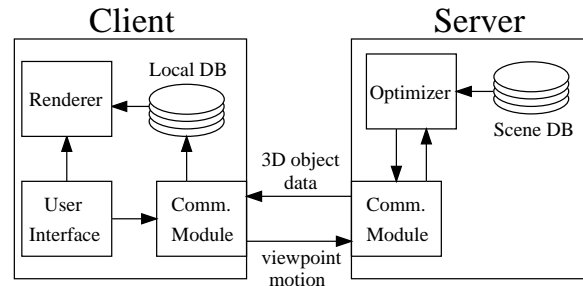 Client
Server
Local DB
Renderer
Optimizer
Scene DB
3D object
data
User
Interface
Comm.
Module
Comm.
Module
viewpoint
motion